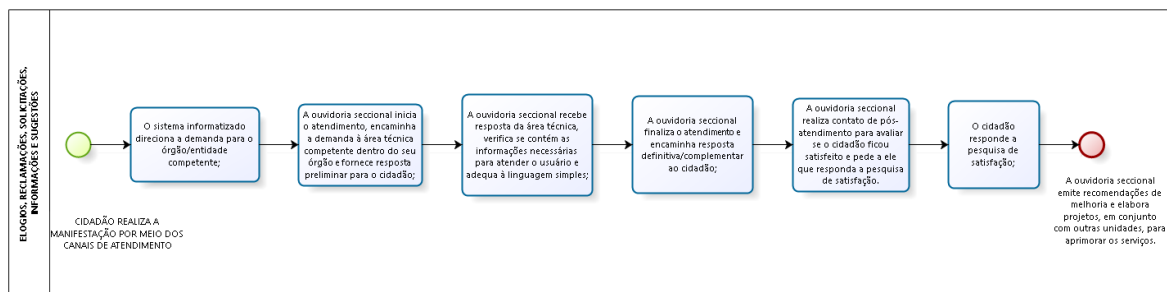 ELOGIOS, RECLAMAÇÕES, SOLICITAÇÕES,
INFORMAÇÕES E SUGESTÕES
CIDADÃO REALIZA A
MANIFESTAÇÃO POR MEIO DOS
CANAIS DE ATENDIMENTO
O sistema informatizado
direciona a demanda para o
órgão/entidade
competente;
A ouvidoria seccional inicia
o atendimento, encaminha
a demanda à área técnica
competente dentro do seu
órgão e fornece resposta
preliminar para o cidadão;
A ouvidoria seccional recebe
resposta da área técnica,
verifica se contém as
informações necessárias
para atender o usuário e
adequa à linguagem simples;
A ouvidoria seccional
finaliza o atendimento e
encaminha resposta
definitiva/complementar
ao cidadão;
A ouvidoria seccional
realiza contato de pós-
atendimento para avaliar
se o cidadão ficou
satisfeito e pede a ele
que responda a pesquisa
de satisfação.
O cidadão
responde a
pesquisa de
satisfação;
A ouvidoria seccional
emite recomendações de
melhoria e elabora
projetos, em conjunto
com outras unidades, para
aprimorar os serviços.